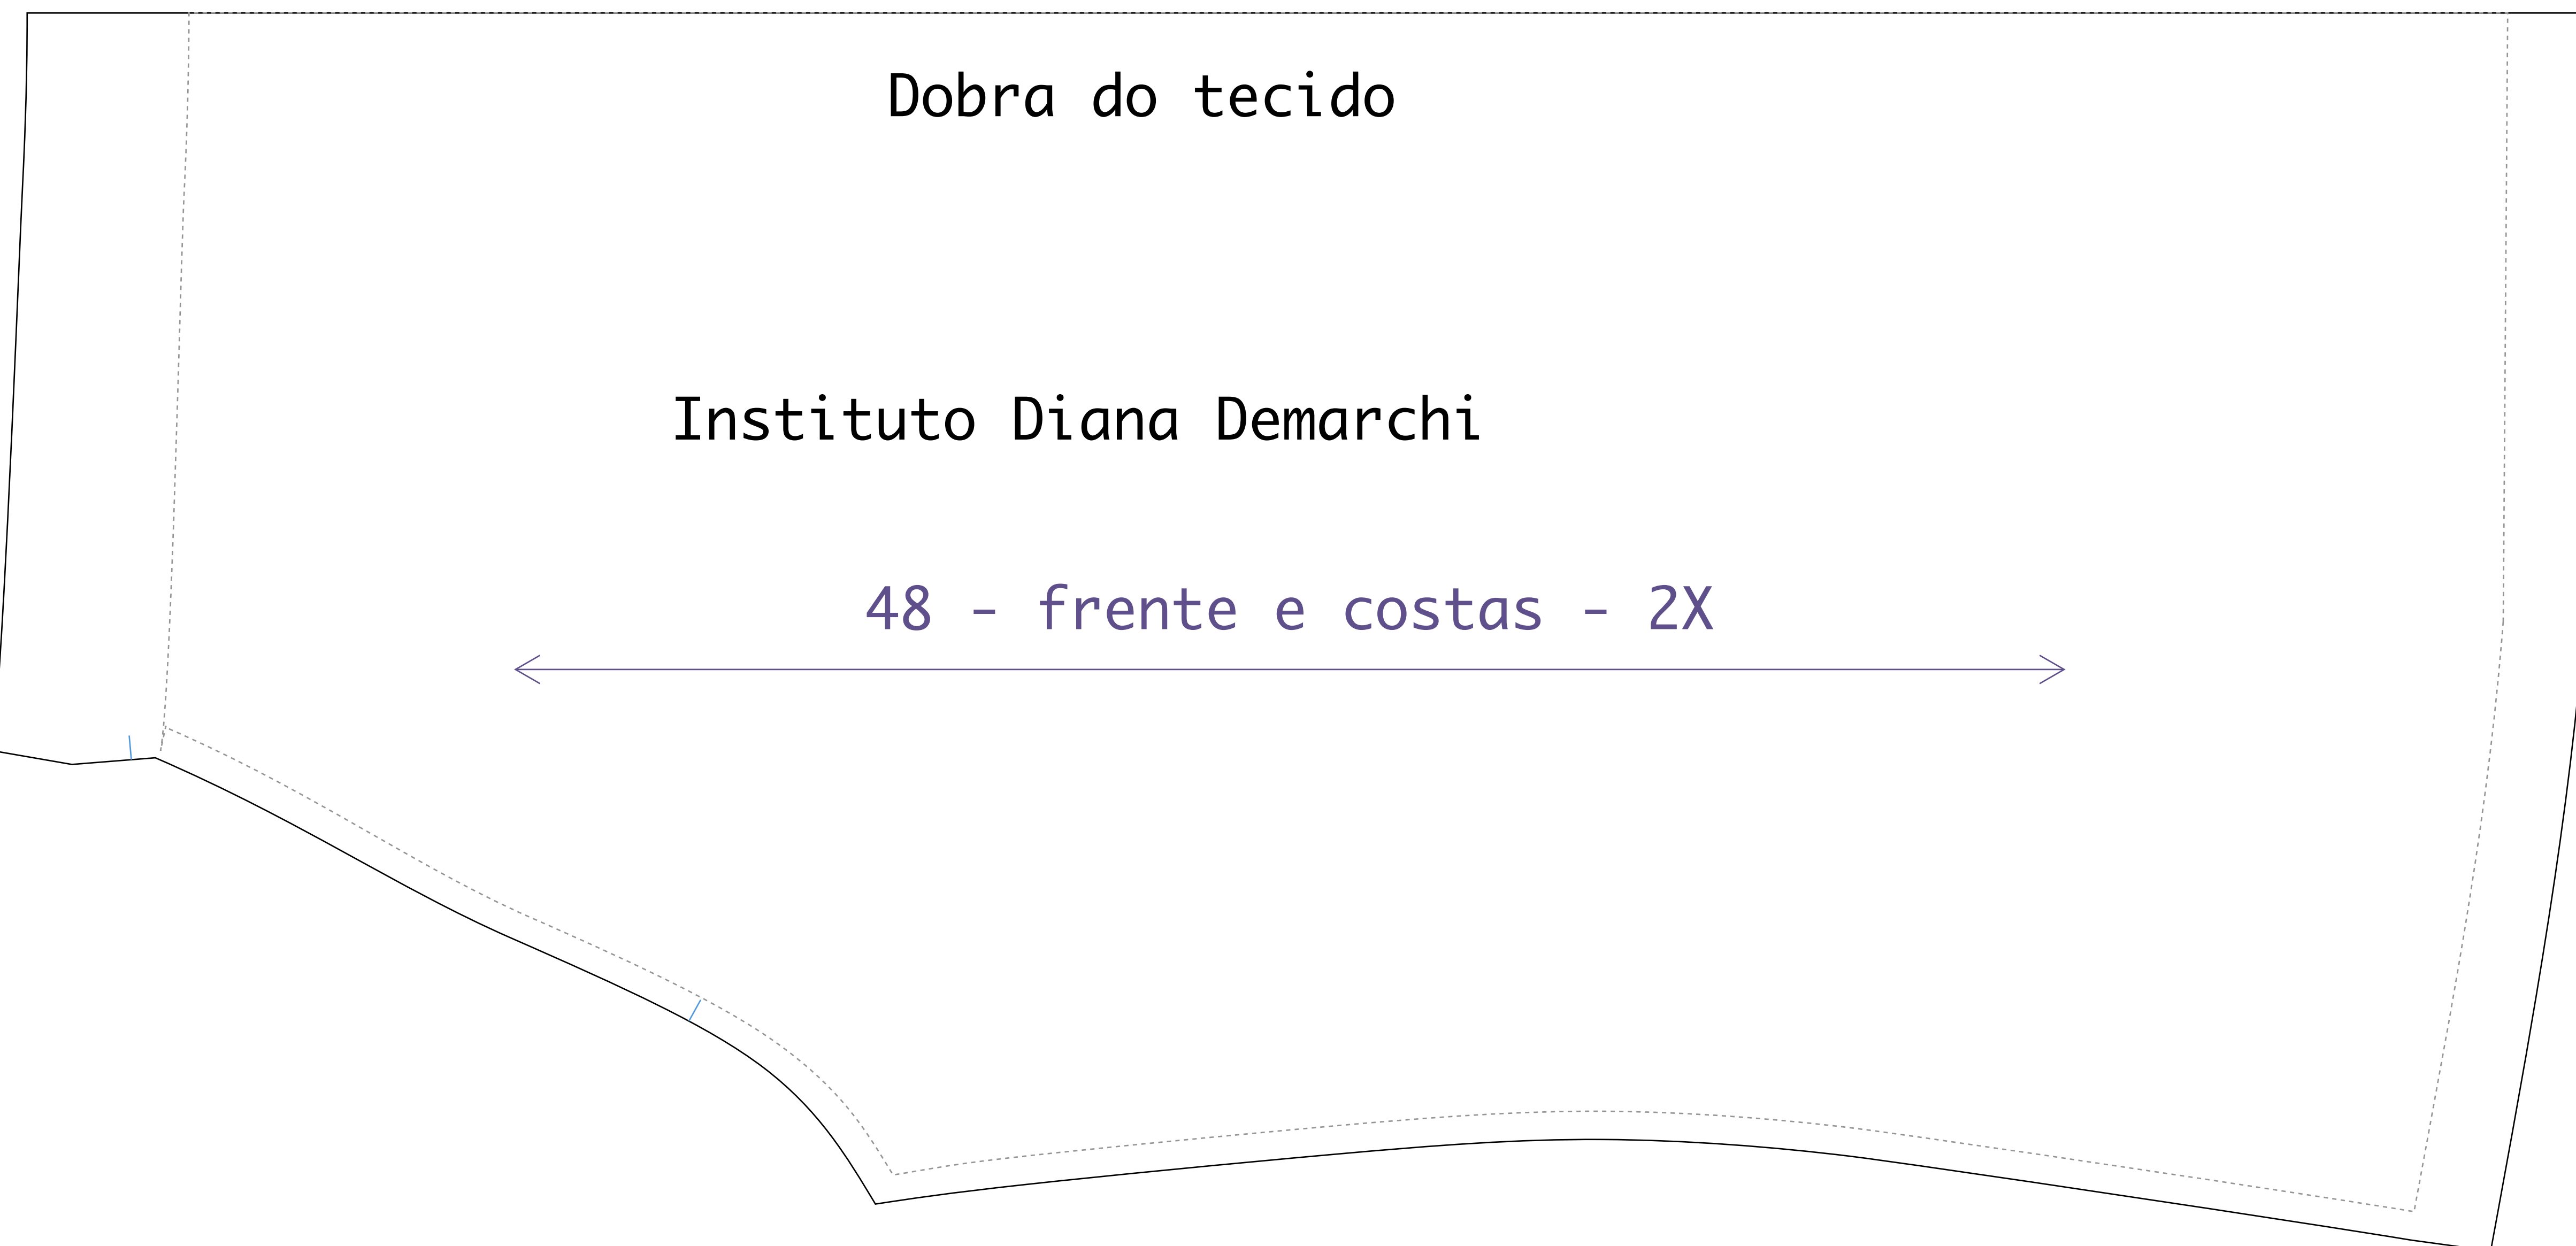 Dobra do tecido
Instituto Diana Demarchi
48 - frente e costas - 2X